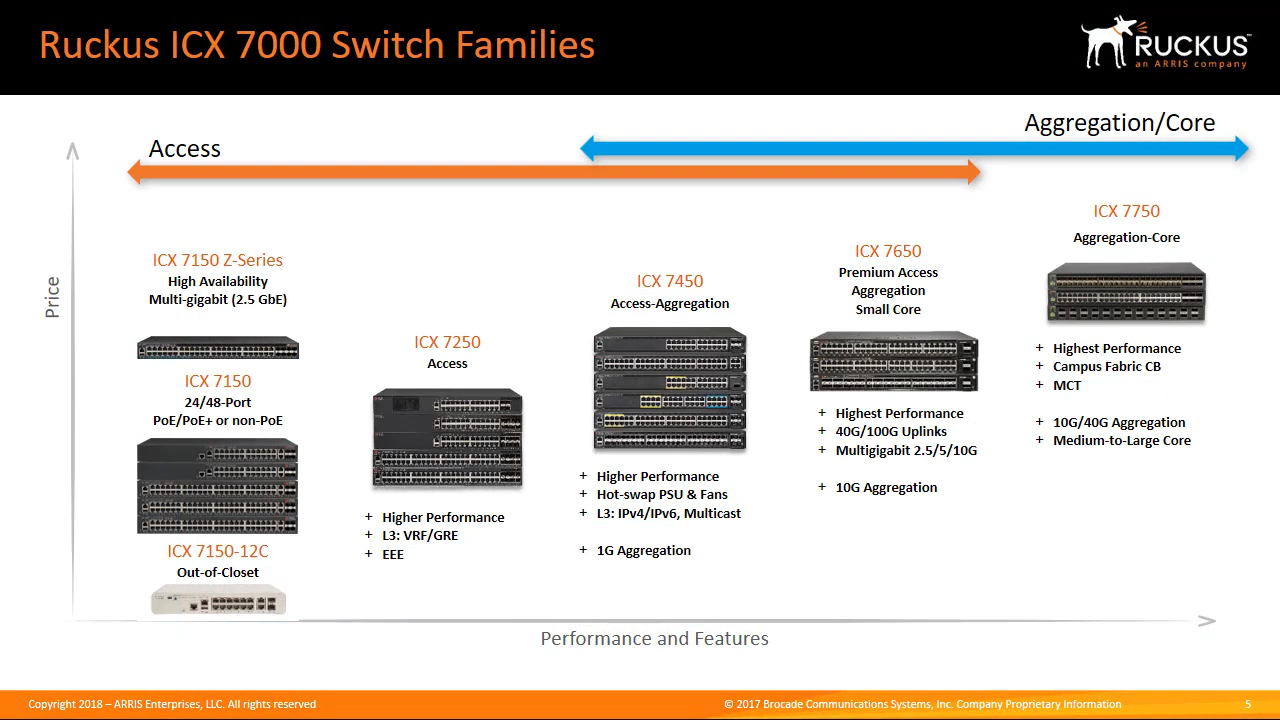 Ruckus ICX 7000 Switch Families
RUCKUS™
an ARRIS company
Aggregation/Core
Access
Price
ICX 7150 Z-Series
High Availability
Multi-gigabit (2.5 GbE)
ICX 7150
24/48-Port
PoE/PoE+ or non-PoE
ICX 7150-12C
Out-of-Closet
ICX 7250
Access
+ Higher Performance
+ L3: VRF/GRE
+ EEE
ICX 7450
Access-Aggregation
+ Higher Performance
+ Hot-swap PSU & Fans
+ L3: IPv4/IPv6, Multicast
+ 1G Aggregation
ICX 7650
Premium Access
Aggregation
Small Core
+ Highest Performance
+ 40G/100G Uplinks
+ Multigigabit 2.5/5/10G
+ 10G Aggregation
ICX 7750
Aggregation-Core
+ Highest Performance
+ Campus Fabric CB
+ MCT
+ 10G/40G Aggregation
+ Medium-to-Large Core
Performance and Features
Copyright 2018 – ARRIS Enterprises, LLC. All rights reserved
© 2017 Brocade Communications Systems, Inc. Company Proprietary Information
5